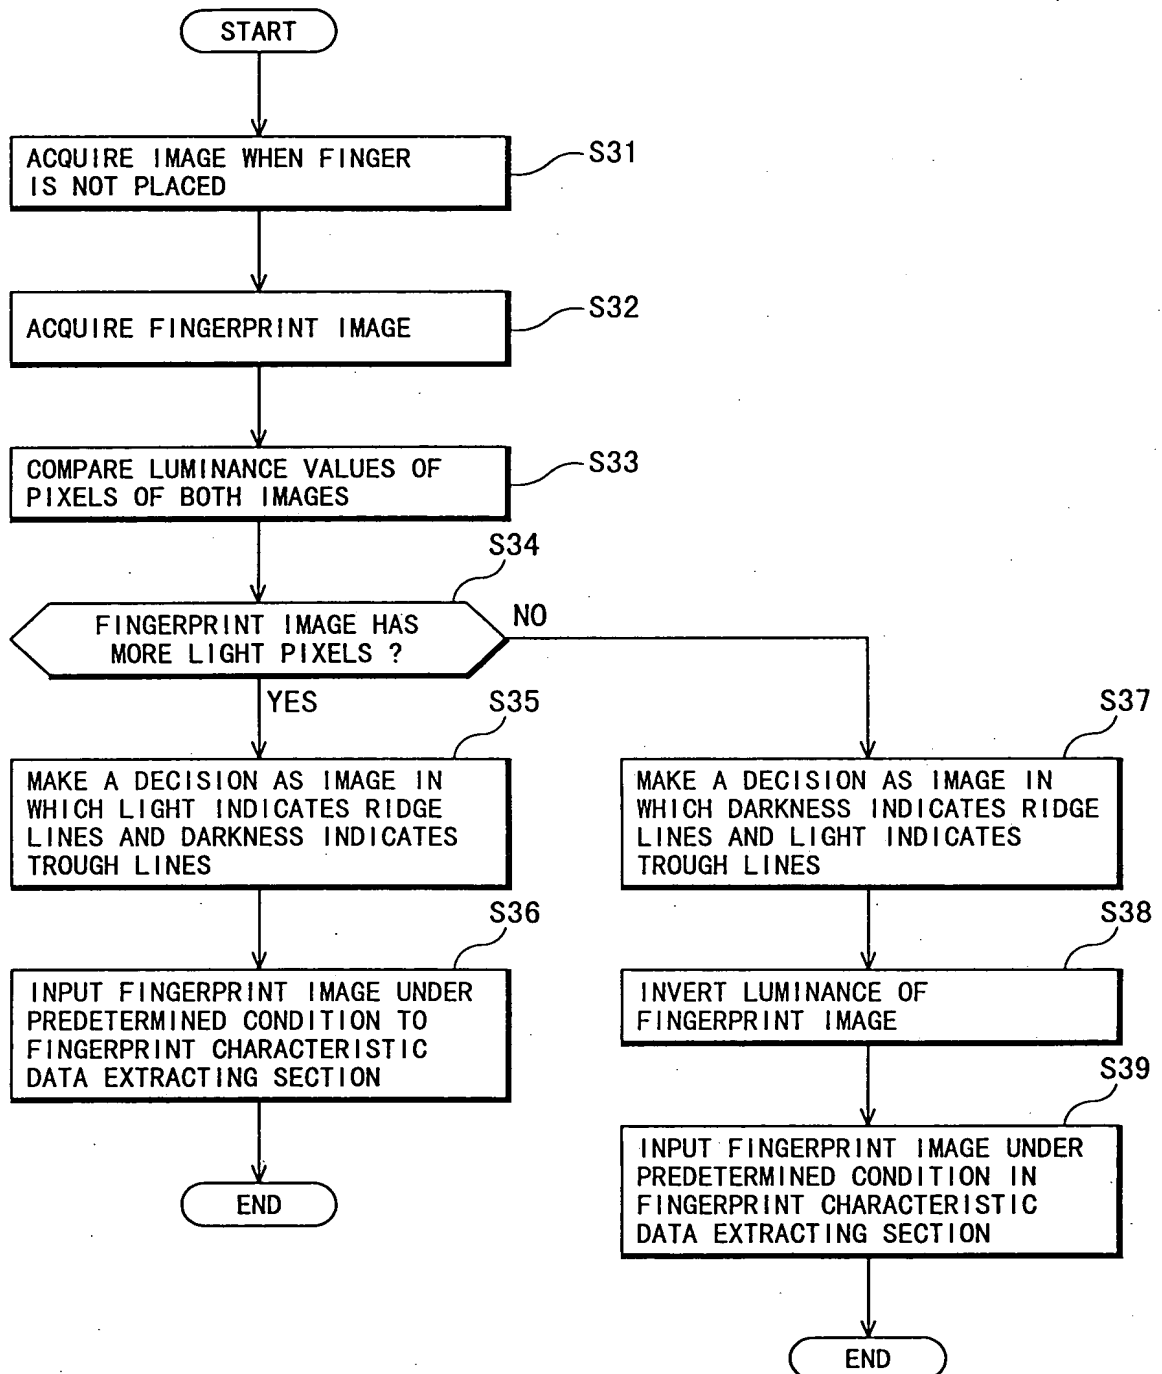 START
ACQUIRE IMAGE WHEN FINGER
IS NOT PLACED
S31
ACQUIRE FINGERPRINT IMAGE
S32
COMPARE LUMINANCE VALUES OF
PIXELS OF BOTH IMAGES
S33
S34
FINGERPRINT IMAGE HAS
MORE LIGHT PIXELS ?
NO
YES
S35
MAKE A DECISION AS IMAGE IN
WHICH LIGHT INDICATES RIDGE
LINES AND DARKNESS INDICATES
TROUGH LINES
S36
INPUT FINGERPRINT IMAGE UNDER
PREDETERMINED CONDITION TO
FINGERPRINT CHARACTERISTIC
DATA EXTRACTING SECTION
END
S37
MAKE A DECISION AS IMAGE IN
WHICH DARKNESS INDICATES RIDGE
LINES AND LIGHT INDICATES
TROUGH LINES
S38
INVERT LUMINANCE OF
FINGERPRINT IMAGE
S39
INPUT FINGERPRINT IMAGE UNDER
PREDETERMINED CONDITION IN
FINGERPRINT CHARACTERISTIC
DATA EXTRACTING SECTION
END